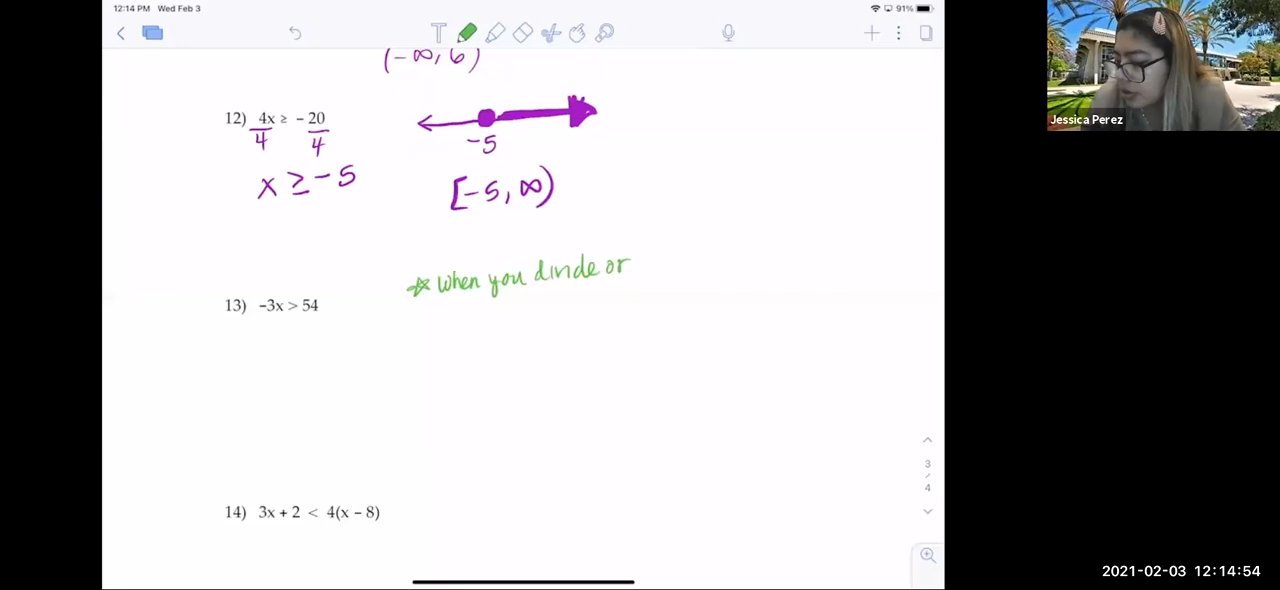 12:14 PM Wed Feb 3
91%
(-∞, 6)
12) 4x ≥ - 20
4 4
x ≥ -5
-5
[-5, ∞)
☆ when you divide or
13) -3x > 54
14) 3x + 2 < 4(x - 8)
3
/
4
Jessica Perez
2021-02-03 12:14:54